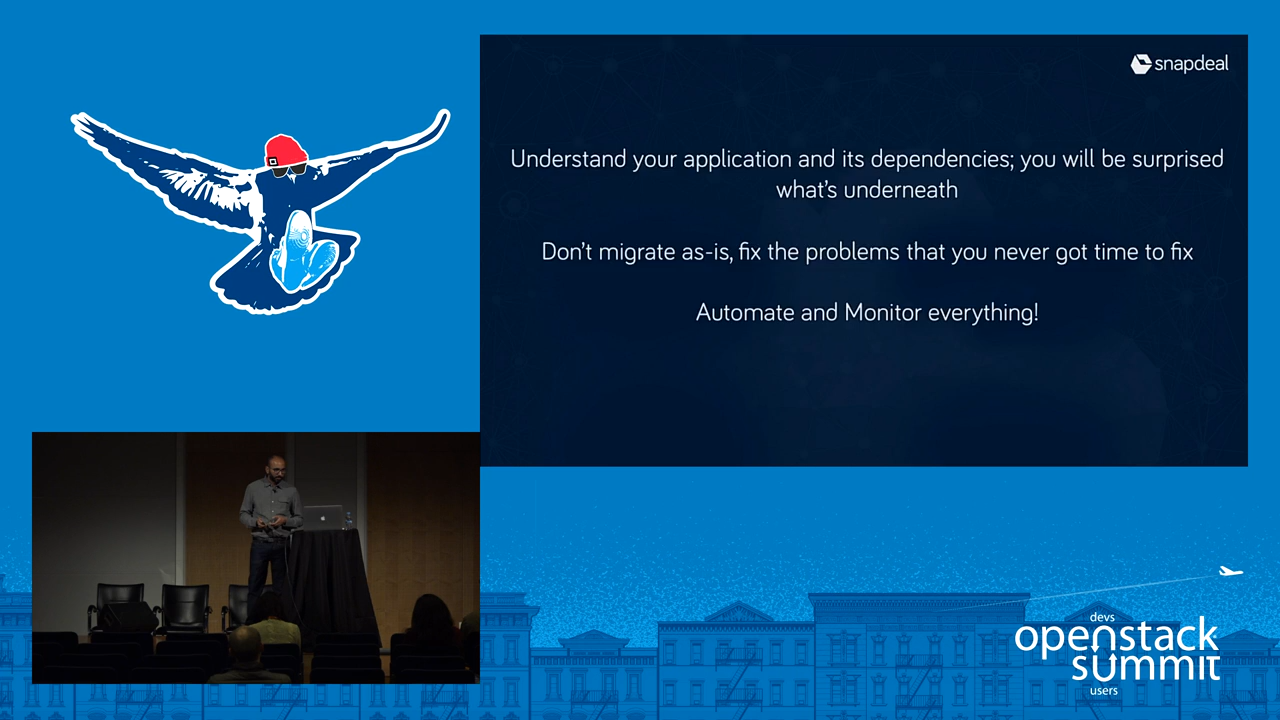 snapdeal
Understand your application and its dependencies; you will be surprised
what's underneath
Don't migrate as-is, fix the problems that you never got time to fix
Automate and Monitor everything!
devs
openstack
summit
users